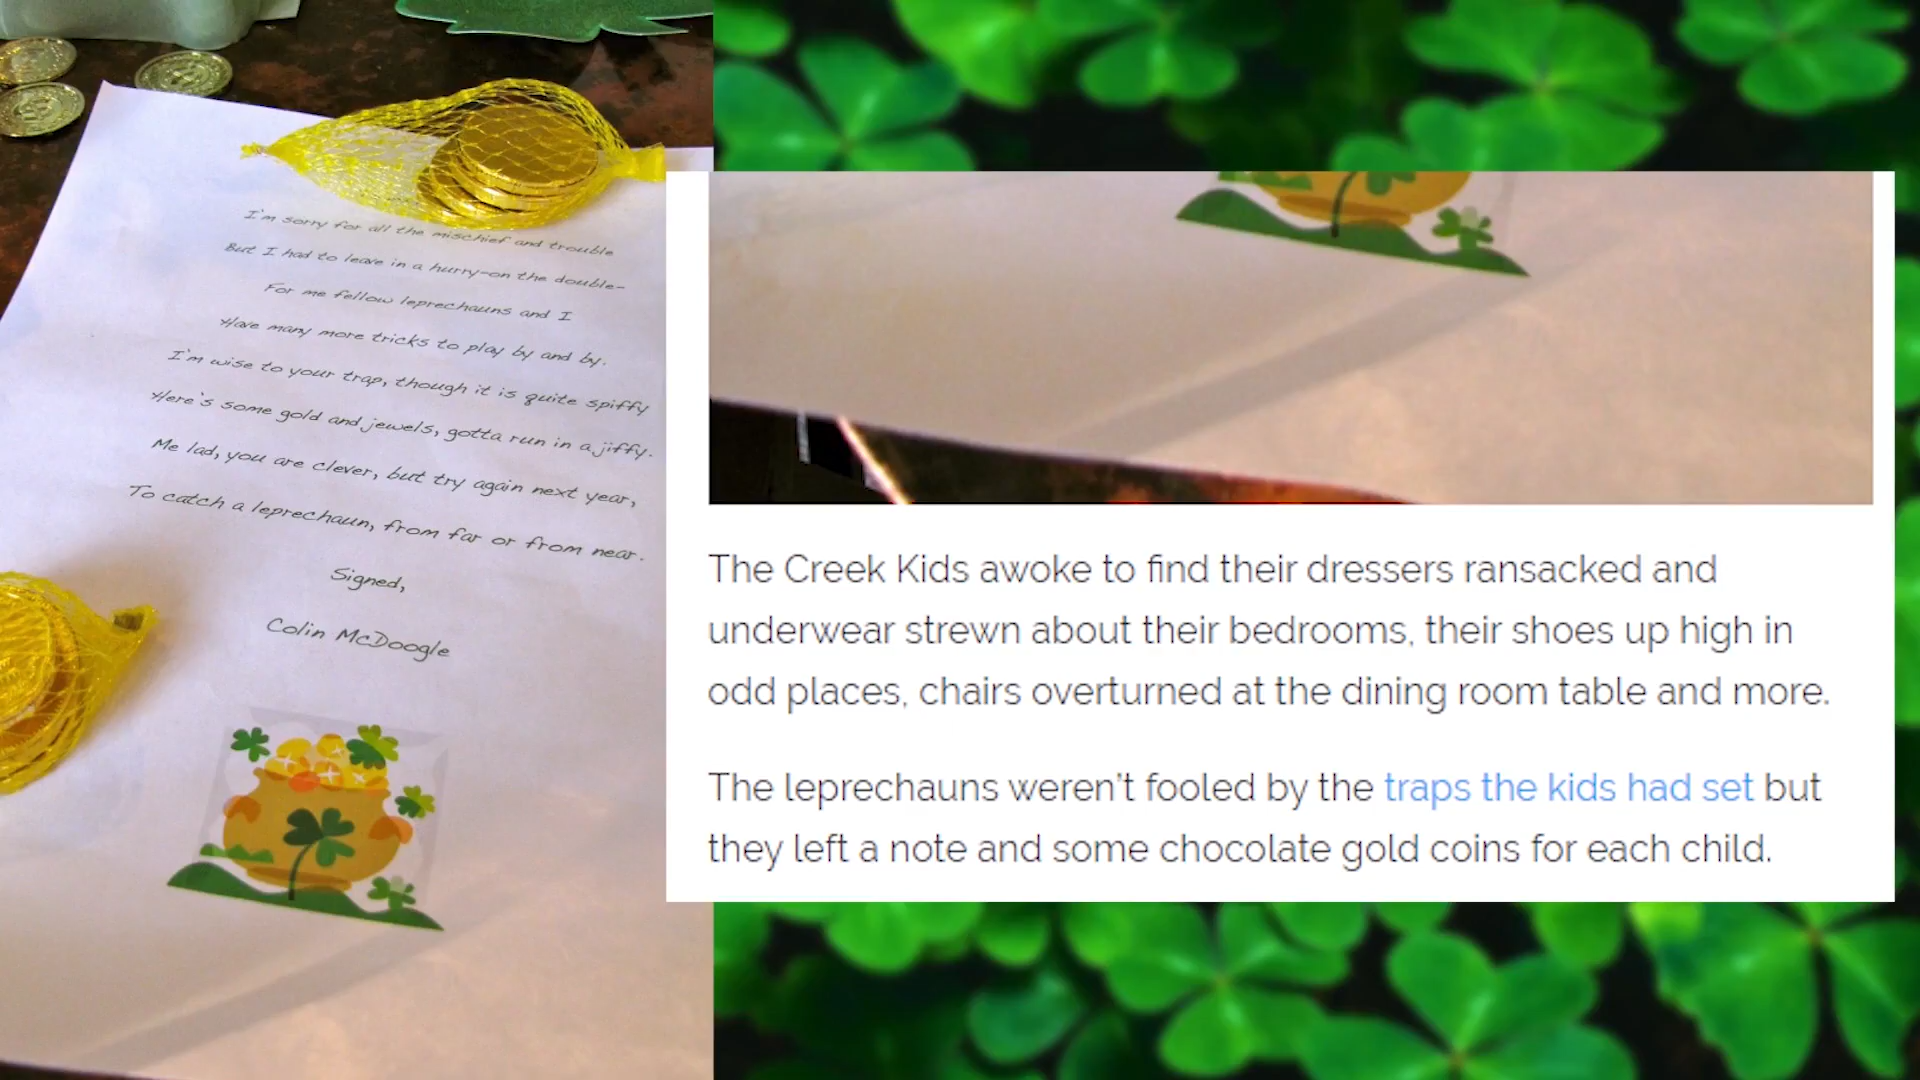 I'm sorry for all the mischief and trouble
But I had to leave in a hurry-on the double-
For me fellow leprechauns and I
Have many more tricks to play by and by.
I'm wise to your trap, though it is quite spiffy
Here's some gold and jewels, gotta run in a jiffy.
Me lad, you are clever, but try again next year,
To catch a leprechaun, from far or from near.
Signed,
Colin McDoogle
The Creek Kids awoke to find their dressers ransacked and
underwear strewn about their bedrooms, their shoes up high in
odd places, chairs overturned at the dining room table and more.
The leprechauns weren't fooled by the traps the kids had set but
they left a note and some chocolate gold coins for each child.